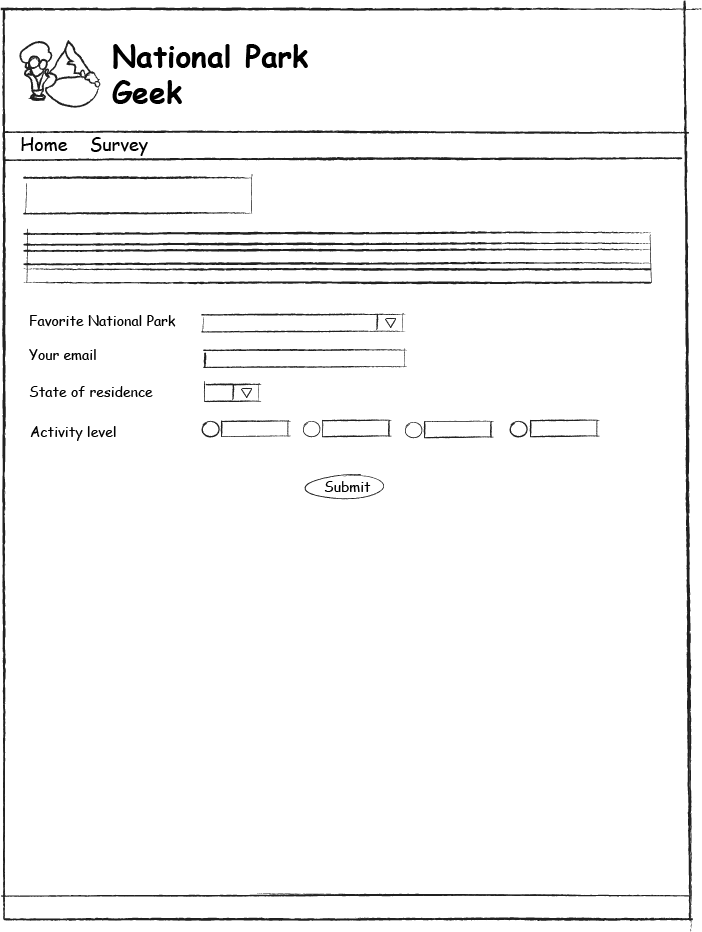 National Park
Geek
Home Survey
Favorite National Park
Your email
State of residence
Activity level
Submit